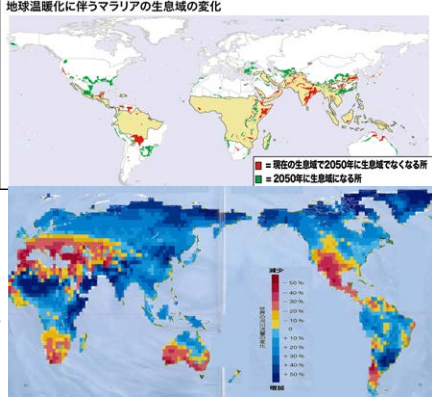 地球温暖化に伴うマラリアの生息域の変化
= 現在の生息域で2050年に生息域でなくなる所
= 2050年に生息域になる所
減少
- 50 %
- 40 %
- 30 %
- 20 %
- 10 %
0
+ 10 %
+ 20 %
+ 30 %
+ 40 %
+ 50 %
増加